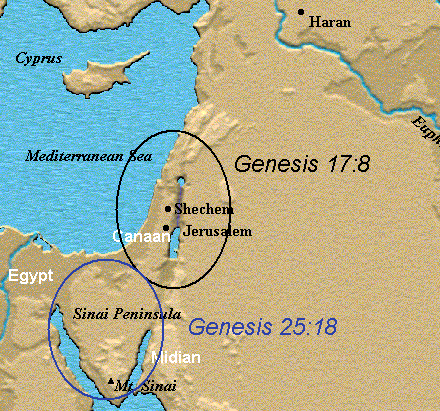 Haran
Cyprus
Euph
Mediterranean Sea
Genesis 17:8
Shechem
Canaan
Jerusalem
Egypt
Sinai Peninsula
Genesis 25:18
Midian
Mt. Sinai